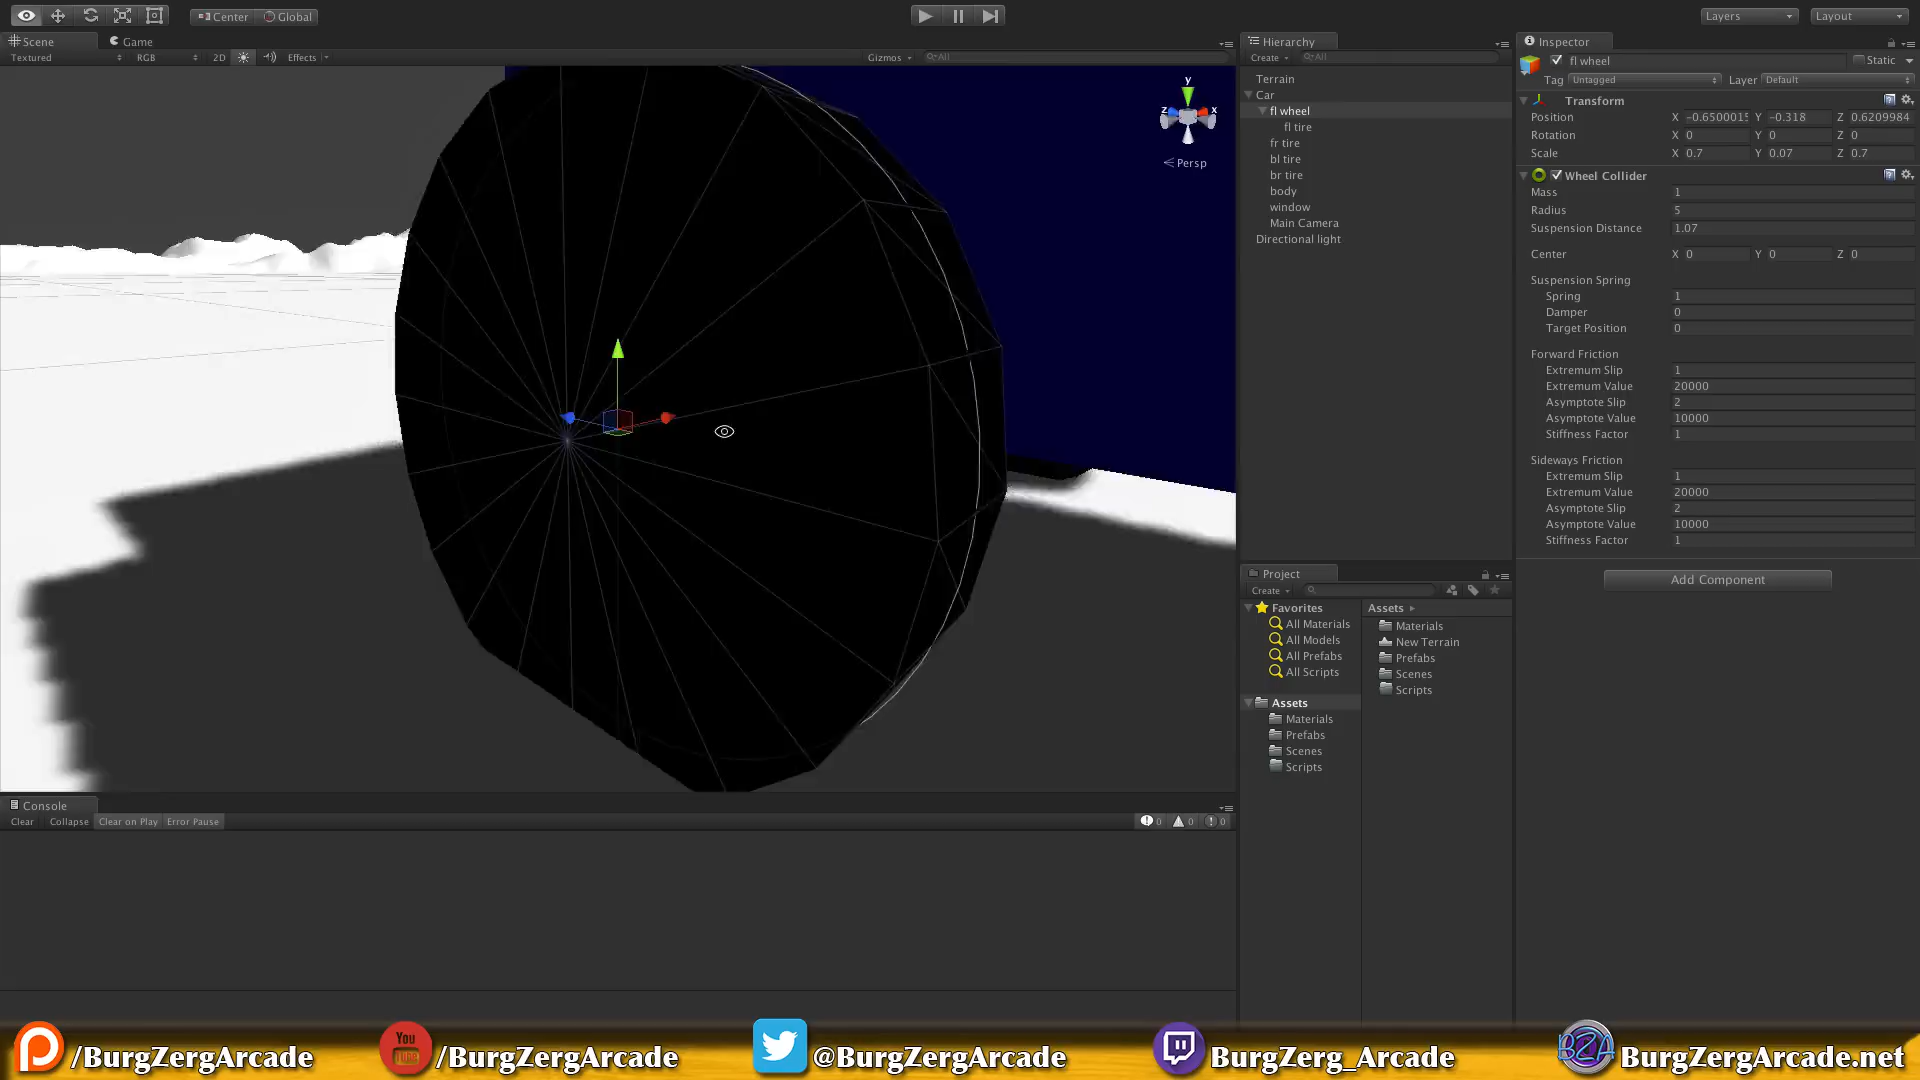 Center Global
Layers Layout
Scene Game
Textured RGB 2D Effects Gizmos All
y
z x
Persp
Hierarchy
Create All
Terrain
Car
fl wheel
fl tire
fr tire
bl tire
br tire
body
window
Main Camera
Directional light
Inspector
fl wheel Static
Tag Untagged Layer Default
Transform
Position X -0.6500015 Y -0.318 Z 0.6209984
Rotation X 0 Y 0 Z 0
Scale X 0.7 Y 0.07 Z 0.7
Wheel Collider
Mass 1
Radius 5
Suspension Distance 1.07
Center X 0 Y 0 Z 0
Suspension Spring
Spring 1
Damper 0
Target Position 0
Forward Friction
Extremum Slip 1
Extremum Value 20000
Asymptote Slip 2
Asymptote Value 10000
Stiffness Factor 1
Sideways Friction
Extremum Slip 1
Extremum Value 20000
Asymptote Slip 2
Asymptote Value 10000
Stiffness Factor 1
Add Component
Project
Create
Favorites
All Materials
All Models
All Prefabs
All Scripts
Assets
Materials
Prefabs
Scenes
Scripts
Assets
Materials
New Terrain
Prefabs
Scenes
Scripts
Console
Clear Collapse Clear on Play Error Pause 0 0 0
/BurgZergArcade
You Tube /BurgZergArcade
@BurgZergArcade
BurgZerg_Arcade
BZA BurgZergArcade.net